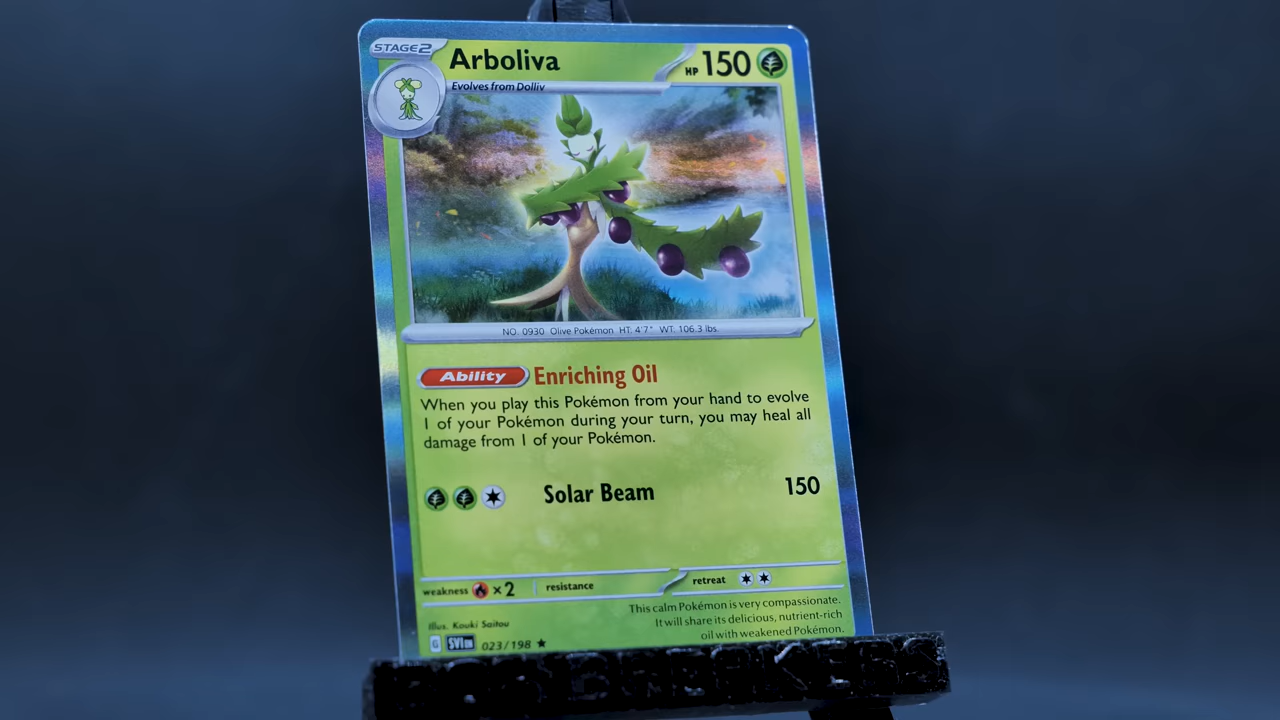 STAGE2
Arboliva
HP 150
Evolves from Dolliv
NO. 0930 Olive Pokémon HT: 4'7" WT: 106.3 lbs.
Ability Enriching Oil
When you play this Pokémon from your hand to evolve
1 of your Pokémon during your turn, you may heal all
damage from 1 of your Pokémon.
Solar Beam 150
weakness ×2 resistance retreat
This calm Pokémon is very compassionate.
It will share its delicious, nutrient-rich
oil with weakened Pokémon.
Illus. Kouki Saitou
G SVI EN 023/198